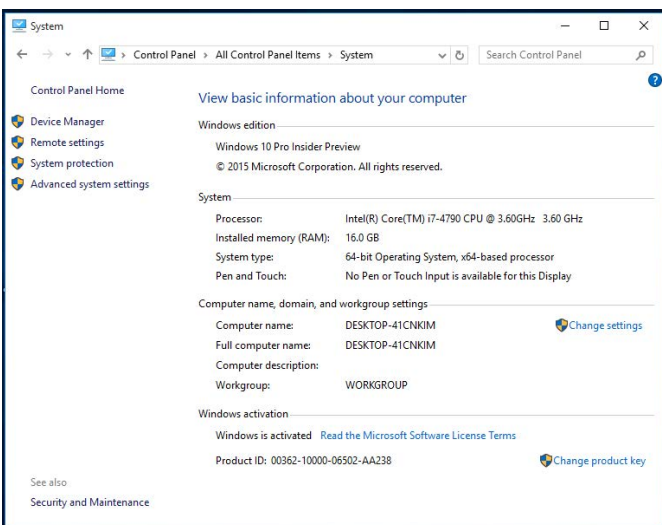 System
Control Panel > All Control Panel Items > System
Search Control Panel
Control Panel Home
Device Manager
Remote settings
System protection
Advanced system settings
See also
Security and Maintenance
?
View basic information about your computer
Windows edition
Windows 10 Pro Insider Preview
© 2015 Microsoft Corporation. All rights reserved.
System
Processor: Intel(R) Core(TM) i7-4790 CPU @ 3.60GHz 3.60 GHz
Installed memory (RAM): 16.0 GB
System type: 64-bit Operating System, x64-based processor
Pen and Touch: No Pen or Touch Input is available for this Display
Computer name, domain, and workgroup settings
Computer name: DESKTOP-41CNKIM Change settings
Full computer name: DESKTOP-41CNKIM
Computer description:
Workgroup: WORKGROUP
Windows activation
Windows is activated Read the Microsoft Software License Terms
Product ID: 00362-10000-06502-AA238 Change product key